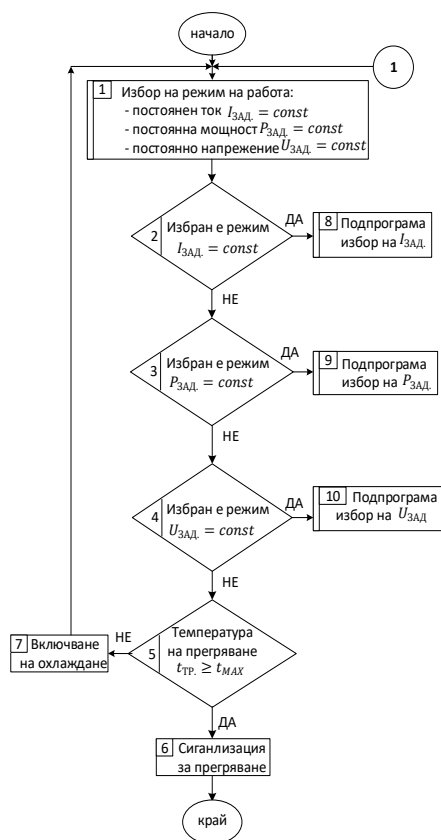 начало
1
1 Избор на режим на работа:
- постоянен ток I_ЗАД. = const
- постоянна мощност P_ЗАД. = const
- постоянно напрежение U_ЗАД. = const
2
Избран е режим
I_ЗАД. = const
ДА
8 Подпрограма
избор на I_ЗАД.
НЕ
3
Избран е режим
P_ЗАД. = const
ДА
9 Подпрограма
избор на P_ЗАД.
НЕ
4
Избран е режим
U_ЗАД. = const
ДА
10 Подпрограма
избор на U_ЗАД
НЕ
5
Температура
на прегряване
t_ТР. ≥ t_MAX
НЕ
7 Включване
на охлаждане
ДА
6 Сиганлизация
за прегряване
край